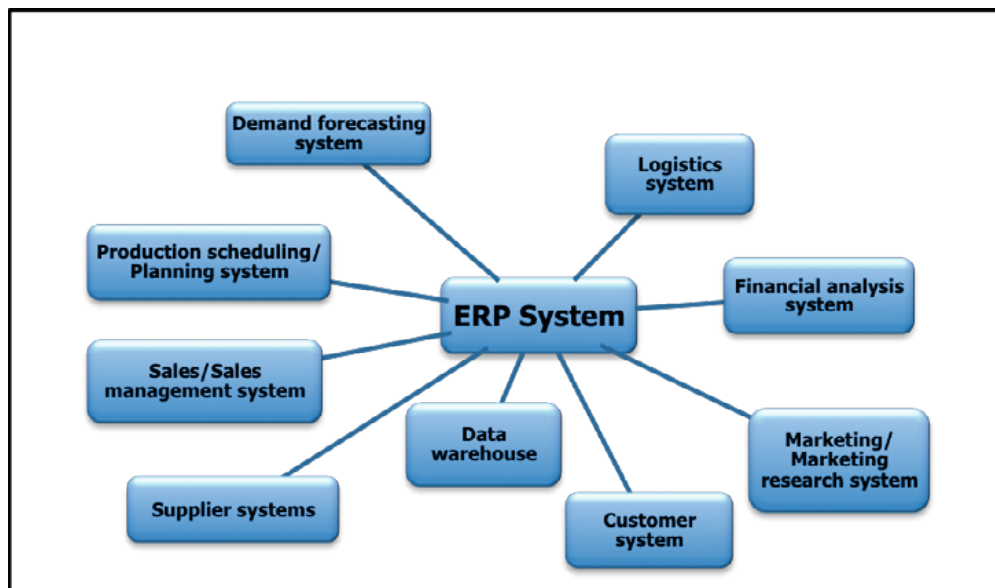 Demand forecasting
system
Logistics
system
Production scheduling/
Planning system
Financial analysis
system
ERP System
Sales/Sales
management system
Data
warehouse
Marketing/
Marketing
research system
Supplier systems
Customer
system